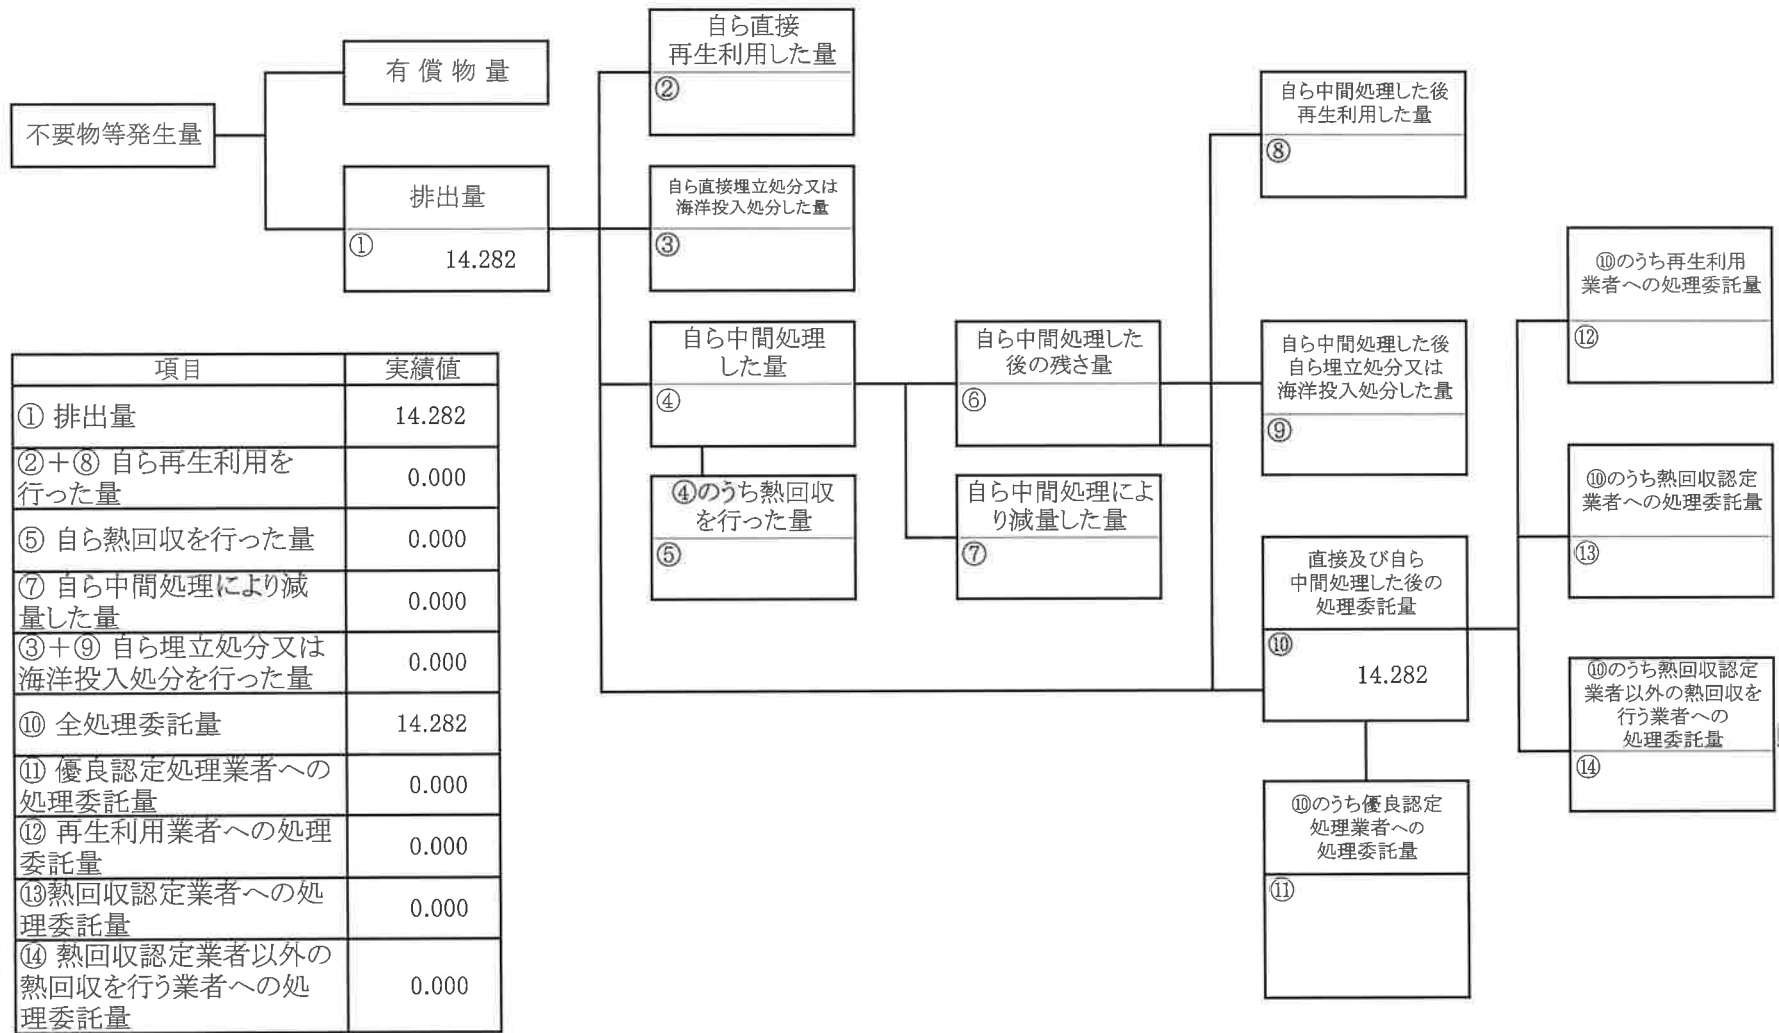 不要物等発生量
有償物量
排出量
①
14.282
自ら直接
再生利用した量
②
自ら直接埋立処分又は
海洋投入処分した量
③
自ら中間処理
した量
④
④のうち熱回収
を行った量
⑤
自ら中間処理した
後の残さ量
⑥
自ら中間処理によ
り減量した量
⑦
自ら中間処理した後
再生利用した量
⑧
自ら中間処理した後
自ら埋立処分又は
海洋投入処分した量
⑨
直接及び自ら
中間処理した後の
処理委託量
⑩
14.282
⑩のうち優良認定
処理業者への
処理委託量
⑪
⑩のうち再生利用
業者への処理委託量
⑫
⑩のうち熱回収認定
業者への処理委託量
⑬
⑩のうち熱回収認定
業者以外の熱回収を
行う業者への
処理委託量
⑭
項目 実績値
① 排出量 14.282
②+⑧ 自ら再生利用を
行った量 0.000
⑤ 自ら熱回収を行った量 0.000
⑦ 自ら中間処理により減
量した量 0.000
③+⑨ 自ら埋立処分又は
海洋投入処分を行った量 0.000
⑩ 全処理委託量 14.282
⑪ 優良認定処理業者への
処理委託量 0.000
⑫ 再生利用業者への処理
委託量 0.000
⑬熱回収認定業者への処
理委託量 0.000
⑭ 熱回収認定業者以外の
熱回収を行う業者への処
理委託量 0.000